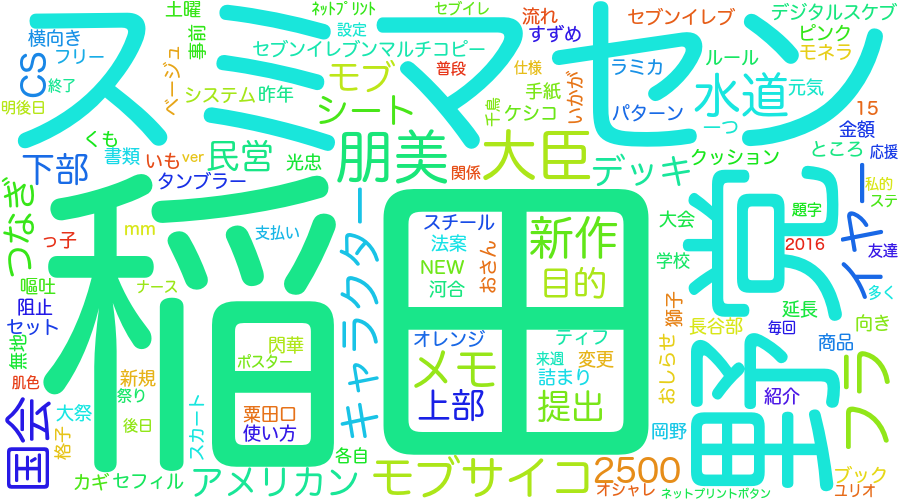 土曜
ﾈｯﾄﾌﾟﾘﾝﾄ
セブイレ
流れ
セブンイレブ
デジタルスケブ
横向き
事前
設定
すずめ
ピンク
フリー
セブンイレブンマルチコピー
モネラ
スミマセン
CS
ベージュ
モブ
普段
仕様
ラミカ
ルール
終了
システム
昨年
手紙
いかが
水道
元気
明後日
シート
千鳥
ケシコ
パターン
一つ
15
金額
くも
民営
朋美
大臣
ところ
応援
書類
いも
ver
光忠
デッキ
クッション
下部
タンブラー
関係
私的
ステ
稲田
党
つなぎ
キャラクター
スチール
新作
大会
題字
イヤー
mm
支払い
法案
おさん
っ子
NEW
目的
学校
2016
友達
嘔吐
ナース
河合
獅子
多く
阻止
延長
セット
オレンジ
ティフ
長谷部
毎回
向き
無地
閃華
メモ
来週
変更
おしらせ
野
商品
ポスター
詰まり
フラ
肌色
新規
祭り
上部
提出
紹介
国会
大祭
後日
スカート
粟田口
使い方
岡野
格子
各自
カギ
セフィル
アメリカン
モブサイコ
2500
オシャレ
ネットプリントボタン
ブック
ユリオ